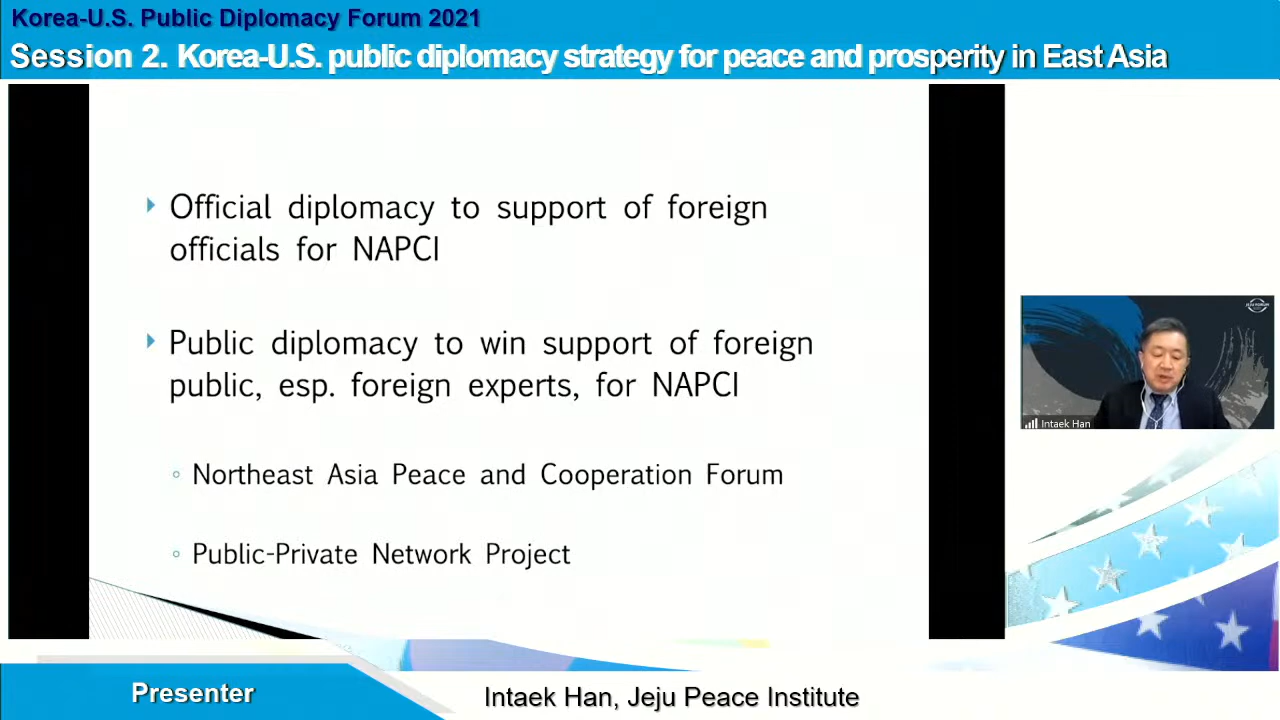 Korea-U.S. Public Diplomacy Forum 2021
Session 2. Korea-U.S. public diplomacy strategy for peace and prosperity in East Asia
Official diplomacy to support of foreign
officials for NAPCI
Public diplomacy to win support of foreign
public, esp. foreign experts, for NAPCI
Northeast Asia Peace and Cooperation Forum
Public-Private Network Project
JEJU FORUM
Intaek Han
Presenter
Intaek Han, Jeju Peace Institute